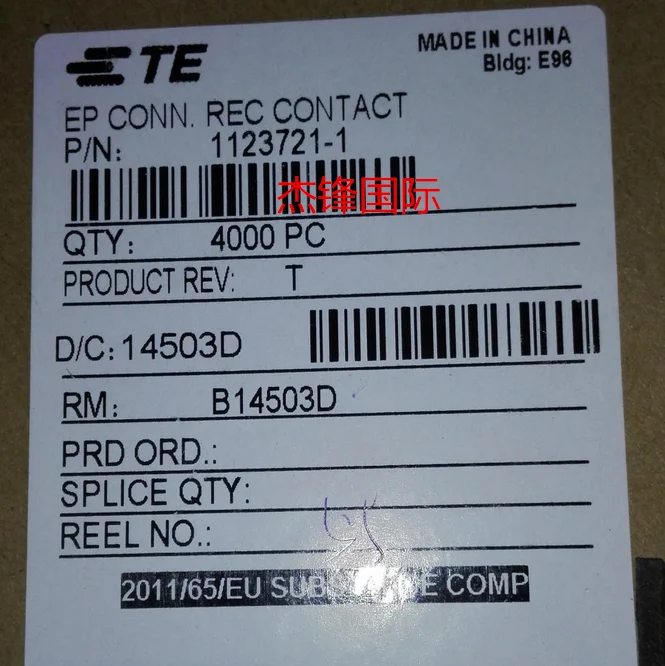 TE
MADE IN CHINA
Bldg: E96
EP CONN. REC CONTACT
P/N: 1123721-1
杰锋国际
QTY: 4000 PC
PRODUCT REV: T
D/C: 14503D
RM: B14503D
PRD ORD.:
SPLICE QTY:
REEL NO.:
2011/65/EU COMP